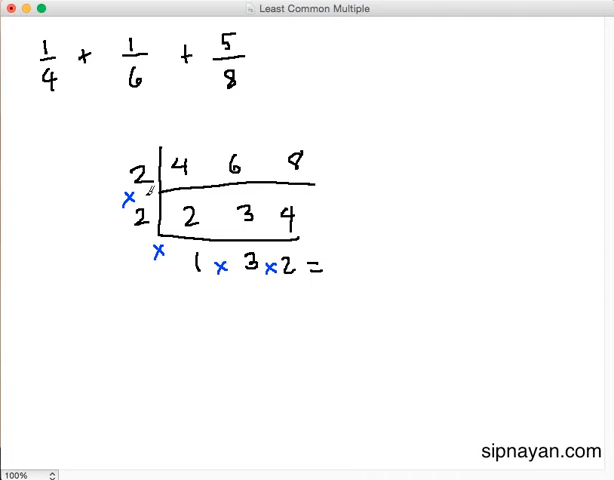 Least Common Multiple
1/4 + 1/6 + 5/8
2 4 6 8
×
2 2 3 4
× 1 × 3 × 2 =
sipnayan.com
100%